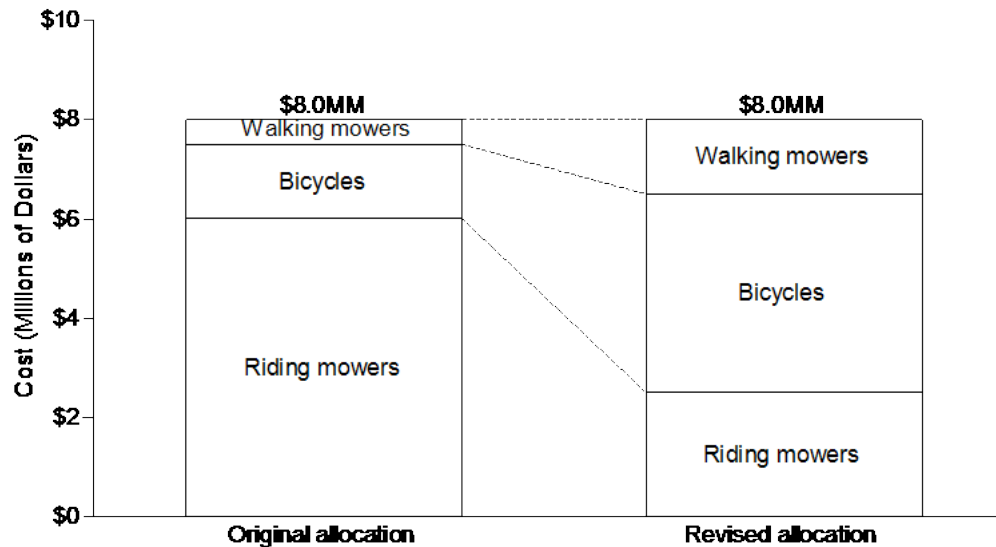 $10
$8.0MM
$8.0MM
$8
Walking mowers
Walking mowers
Bicycles
$6
Bicycles
Cost (Millions of Dollars)
$4
Riding mowers
Riding mowers
$2
$0
Original allocation
Revised allocation